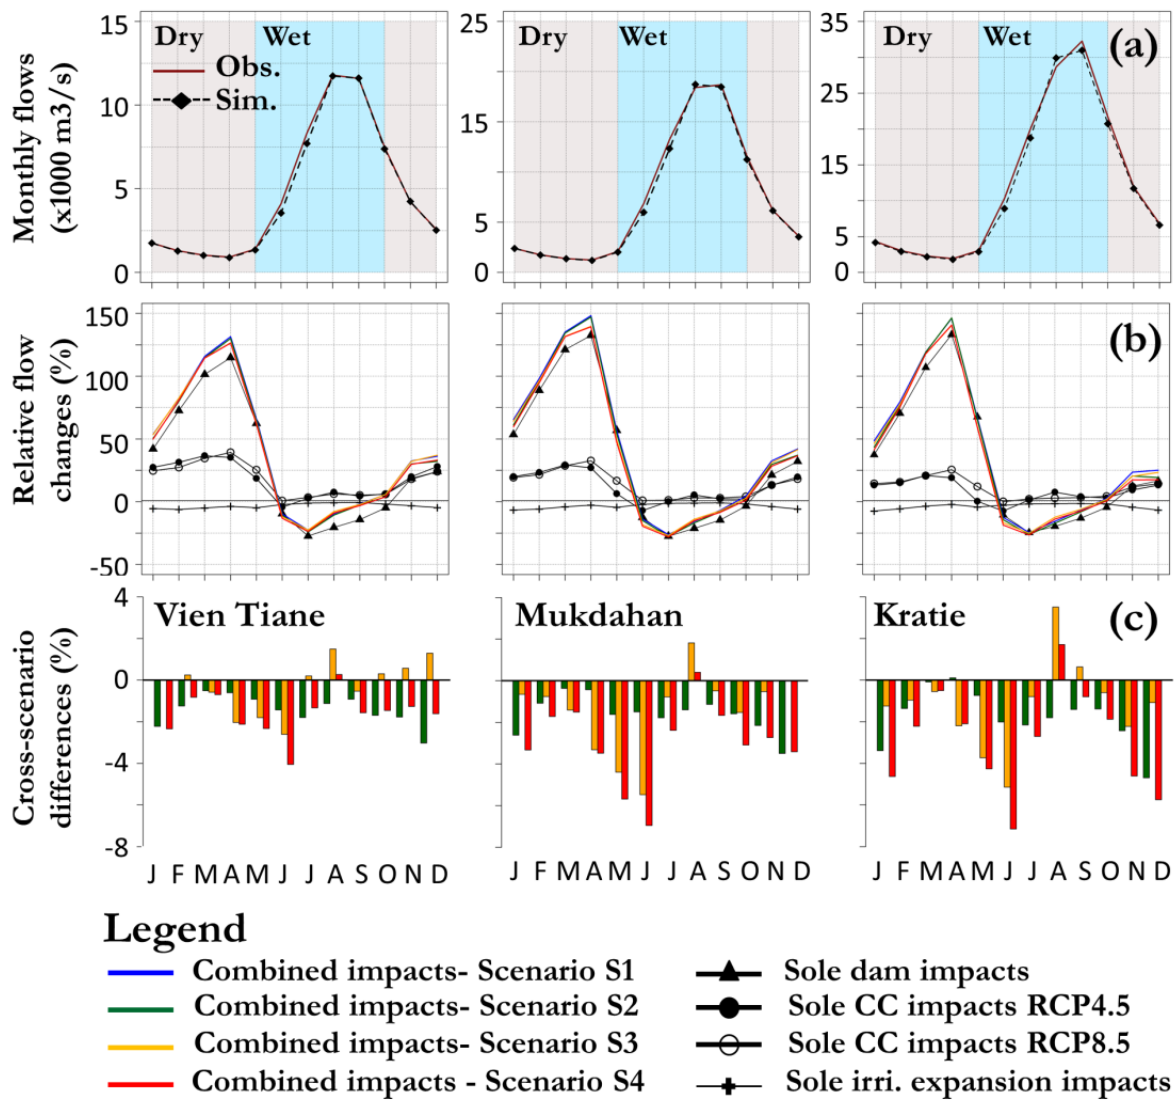 Monthly flows
(x1000 m3/s)
15
10
5
0
Dry
Wet
Obs.
Sim.
25
15
5
0
Dry
Wet
35
25
15
5
0
Dry
Wet
(a)
Relative flow
changes (%)
150
100
50
0
-50
(b)
Cross-scenario
differences (%)
4
0
-4
-8
Vien Tiane
Mukdahan
Kratie
(c)
J F M A M J J A S O N D
J F M A M J J A S O N D
J F M A M J J A S O N D
Legend
Combined impacts- Scenario S1
Combined impacts- Scenario S2
Combined impacts- Scenario S3
Combined impacts - Scenario S4
Sole dam impacts
Sole CC impacts RCP4.5
Sole CC impacts RCP8.5
Sole irri. expansion impacts